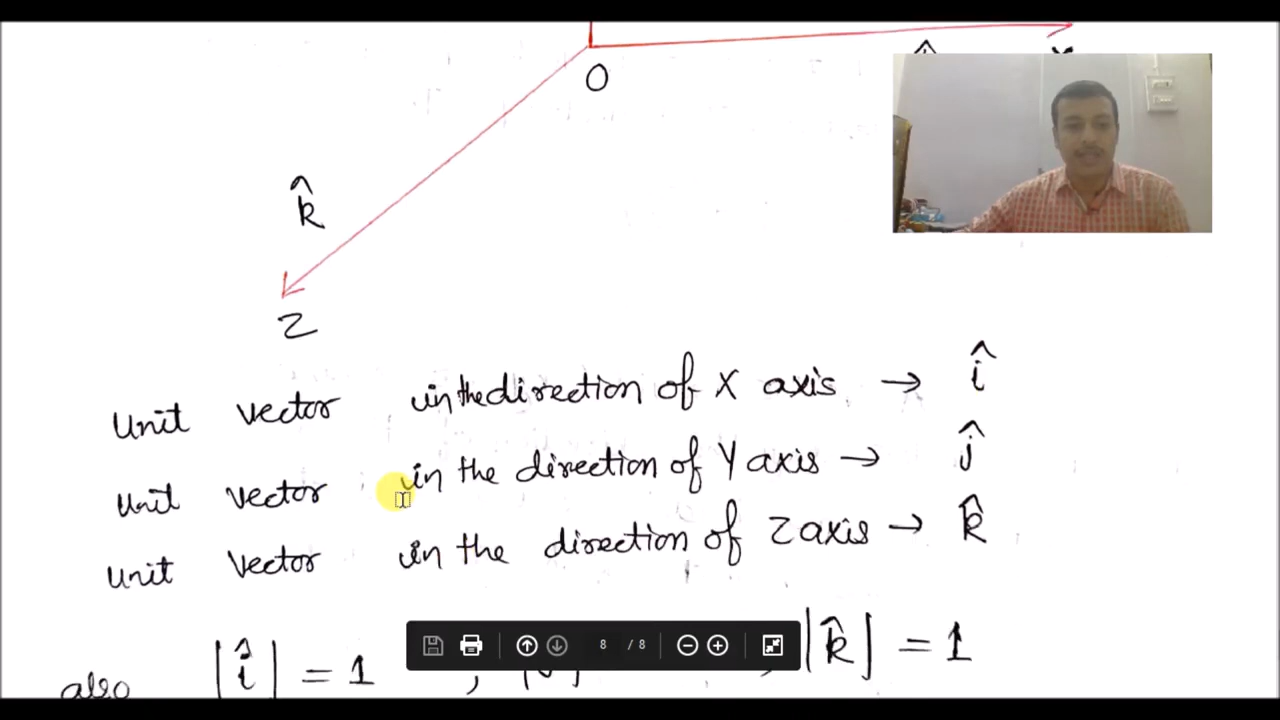 O
k̂
Z
Unit vector in the direction of X axis → î
Unit vector in the direction of Y axis → ĵ
Unit vector in the direction of Z axis → k̂
8 / 8
also |î| = 1 , |k̂| = 1